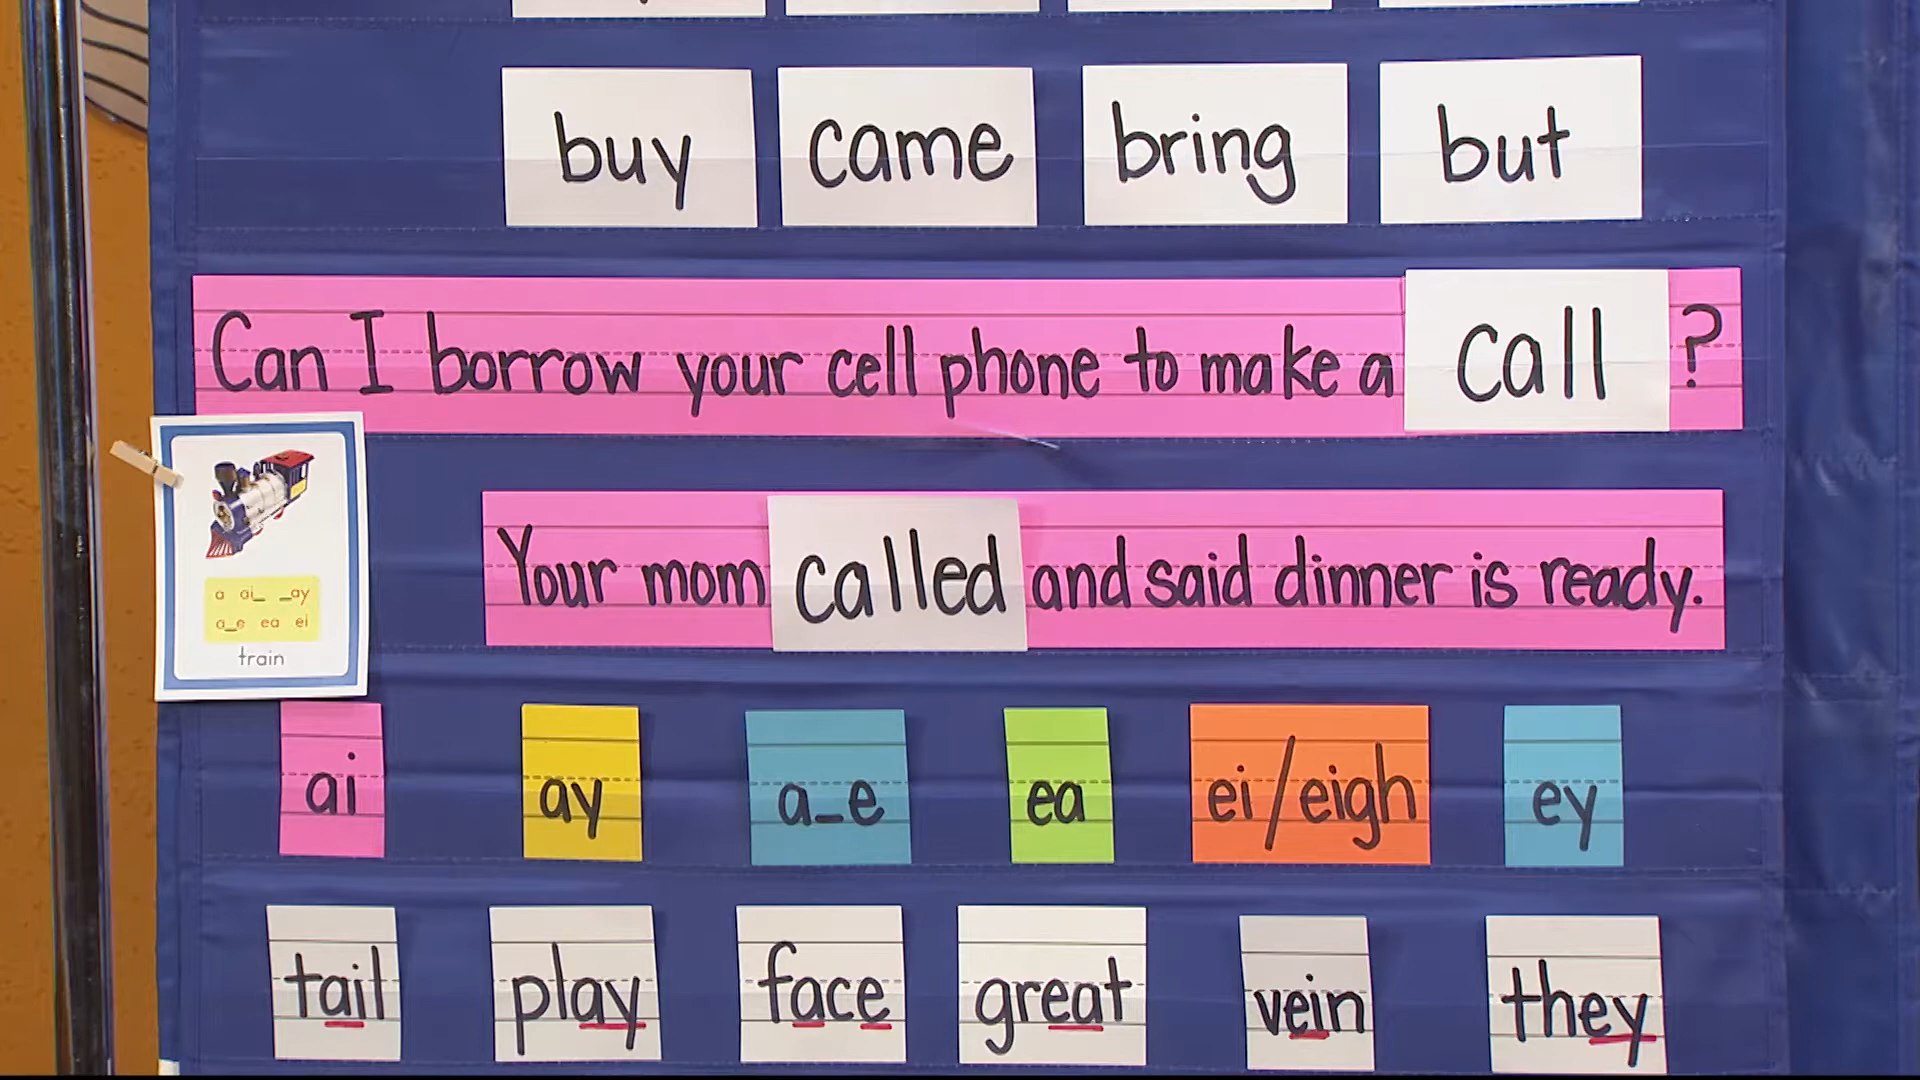 buy came bring but
Can I borrow your cell phone to make a call ?
Your mom called and said dinner is ready.
a ai_ _ay
a_e ea ei
train
ai ay a_e ea ei/eigh ey
tail play face great vein they